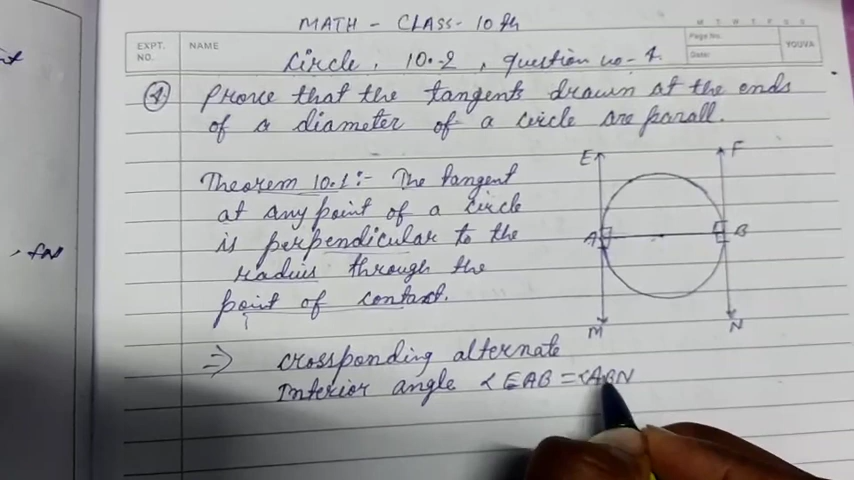 MATH - CLASS - 10th
M T W T F S S
EXPT. NO.
NAME
Page No.:
Date:
YOUVA
Circle, 10.2, question no - 4.
④ Prove that the tangents drawn at the ends
of a diameter of a circle are parall.
Theorem 10.1:- The tangent
at any point of a circle
is perpendicular to the
radius through the
point of contact.
E
F
A
B
M
N
⇒ crossponding alternate
Interior angle < EAB = <ABN